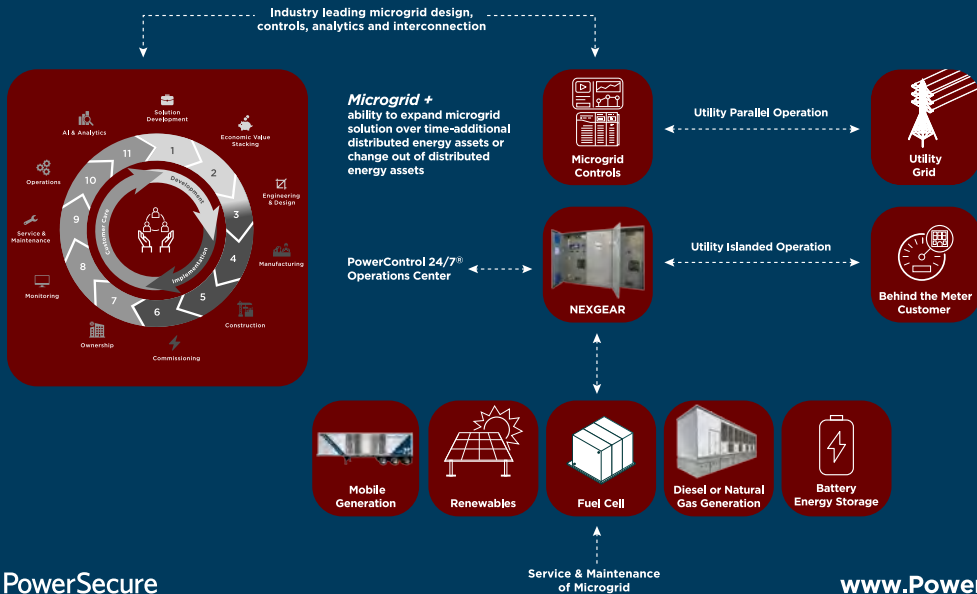 Industry leading microgrid design,
controls, analytics and interconnection
Solution
Development
AI & Analytics
Economic Value
Stacking
Operations
Engineering
& Design
Service &
Maintenance
Manufacturing
Monitoring
Construction
Ownership
Commissioning
1
2
3
4
5
6
7
8
9
10
11
Development
Implementation
Customer Care
Microgrid +
ability to expand microgrid
solution over time-additional
distributed energy assets or
change out of distributed
energy assets
Microgrid
Controls
Utility Parallel Operation
Utility
Grid
PowerControl 24/7®
Operations Center
NEXGEAR
Utility Islanded Operation
Behind the Meter
Customer
Mobile
Generation
Renewables
Fuel Cell
Diesel or Natural
Gas Generation
Battery
Energy Storage
Service & Maintenance
of Microgrid
PowerSecure
www.Power